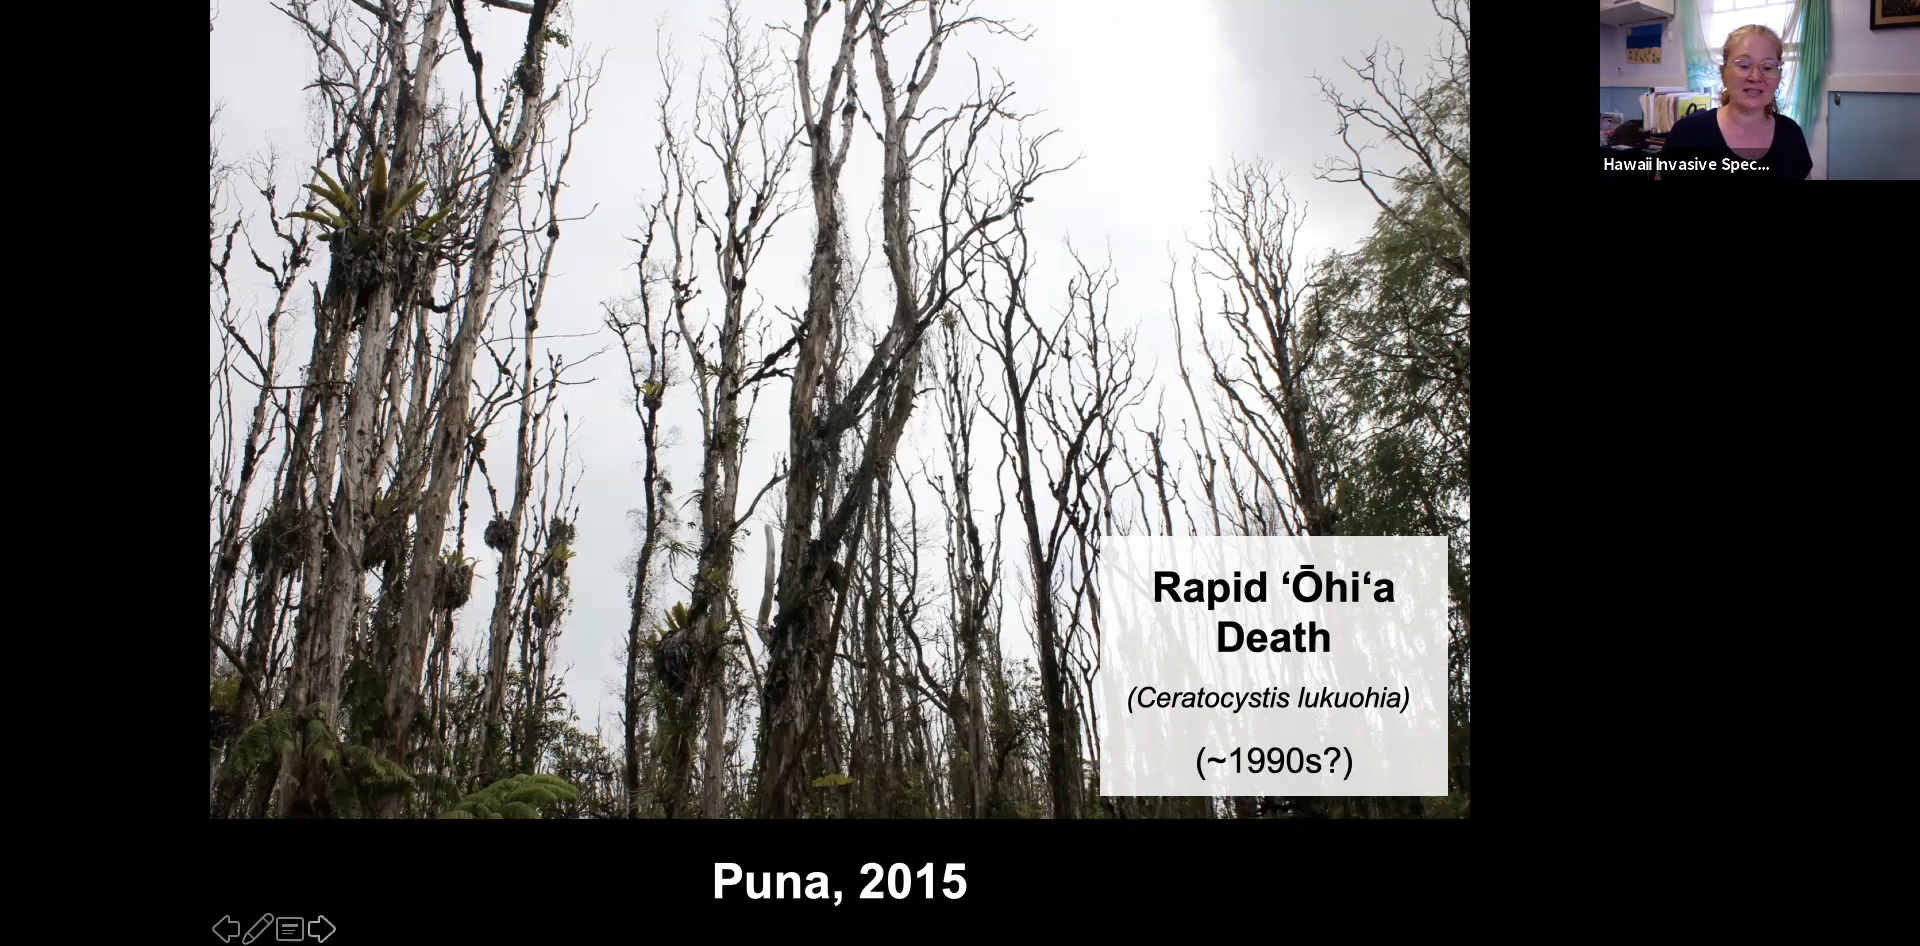 Hawaii Invasive Spec...
Rapid ʻŌhiʻa
Death
(Ceratocystis lukuohia)
(~1990s?)
Puna, 2015